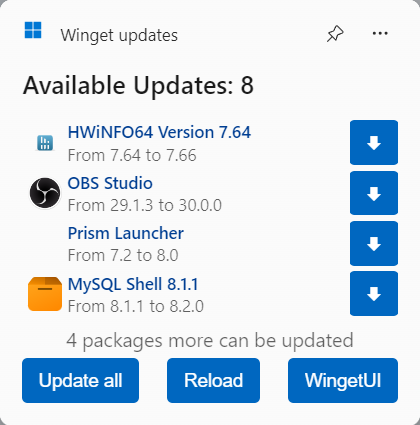 Winget updates
Available Updates: 8
HWiNFO64 Version 7.64
From 7.64 to 7.66
OBS Studio
From 29.1.3 to 30.0.0
Prism Launcher
From 7.2 to 8.0
MySQL Shell 8.1.1
From 8.1.1 to 8.2.0
4 packages more can be updated
Update all Reload WingetUI